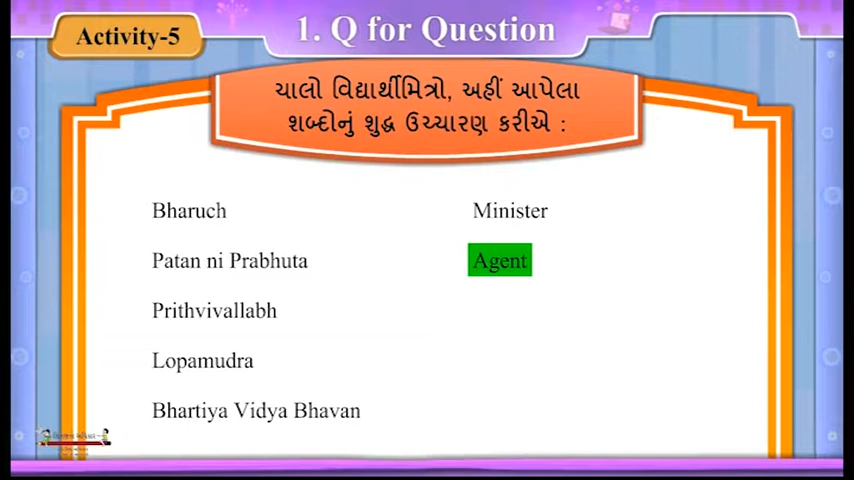 Activity-5
1. Q for Question
ચાલો વિદ્યાર્થીમિત્રો, અહીં આપેલા
શબ્દોનું શુદ્ધ ઉચ્ચારણ કરીએ :
Bharuch
Minister
Patan ni Prabhuta
Agent
Prithvivallabh
Lopamudra
Bhartiya Vidya Bhavan